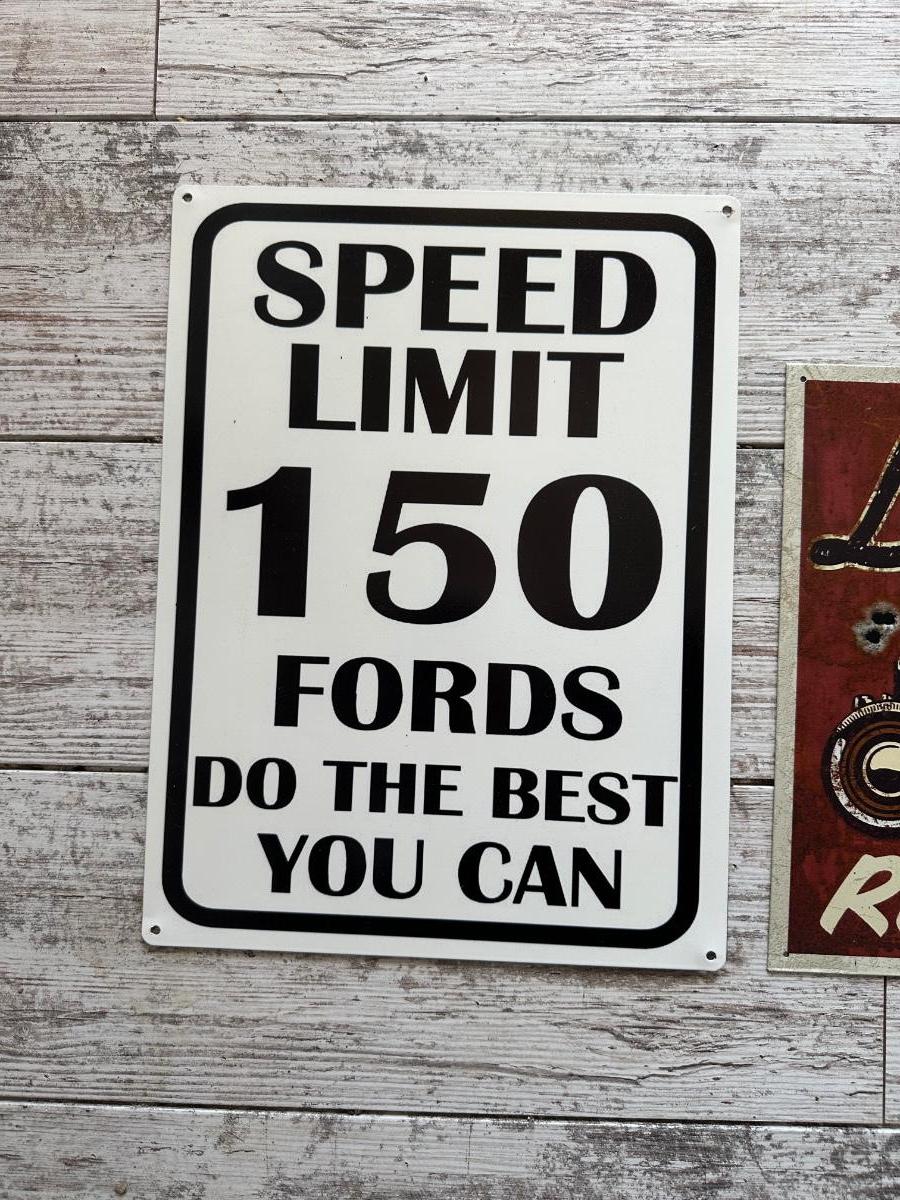 SPEED
LIMIT
150
FORDS
DO THE BEST
YOU CAN